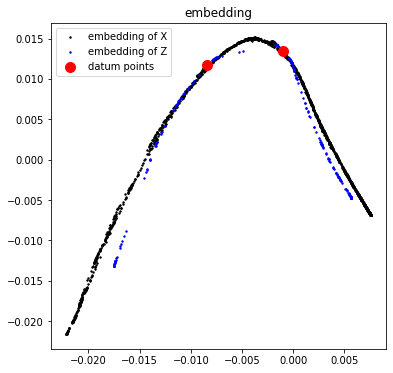 embedding
embedding of X
embedding of Z
datum points
0.015
0.010
0.005
0.000
−0.005
−0.010
−0.015
−0.020
−0.020 −0.015 −0.010 −0.005 0.000 0.005